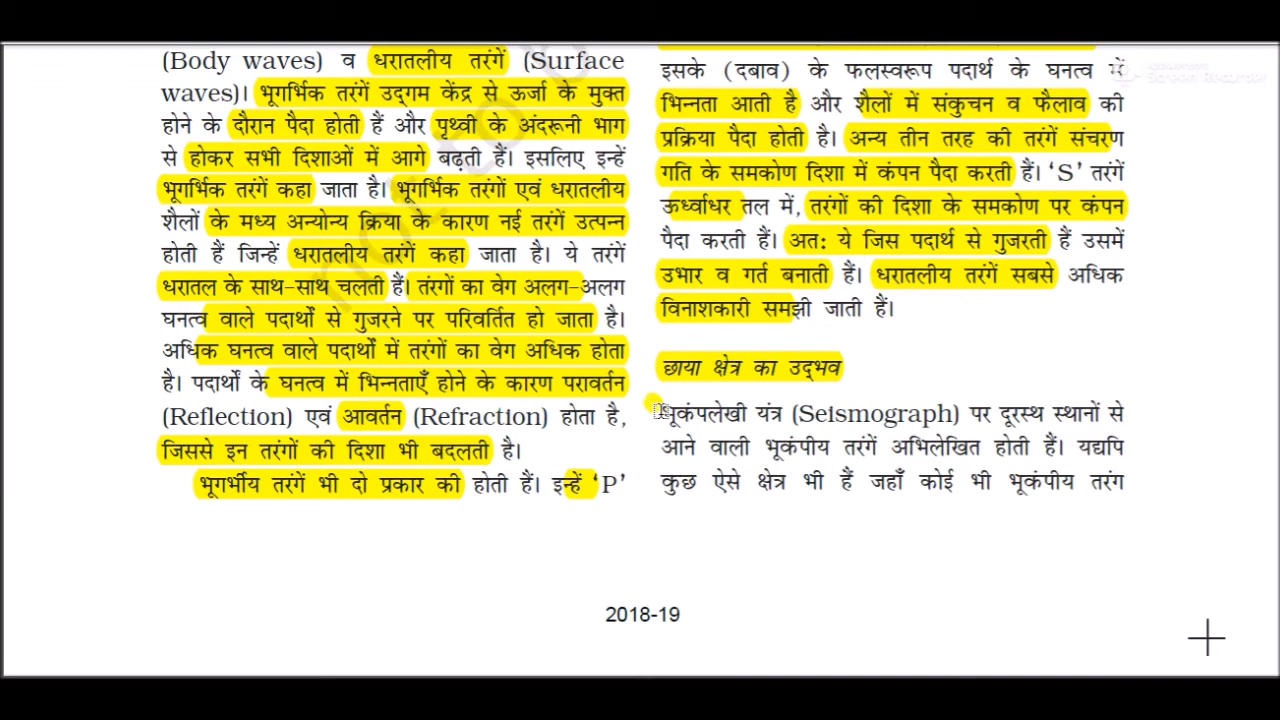 (Body waves) व धरातलीय तरंगें (Surface
waves)। भूगर्भिक तरंगें उद्गम केंद्र से ऊर्जा के मुक्त
होने के दौरान पैदा होती हैं और पृथ्वी के अंदरूनी भाग
से होकर सभी दिशाओं में आगे बढ़ती हैं। इसलिए इन्हें
भूगर्भिक तरंगें कहा जाता है। भूगर्भिक तरंगों एवं धरातलीय
शैलों के मध्य अन्योन्य क्रिया के कारण नई तरंगें उत्पन्न
होती हैं जिन्हें धरातलीय तरंगें कहा जाता है। ये तरंगें
धरातल के साथ-साथ चलती हैं। तरंगों का वेग अलग-अलग
घनत्व वाले पदार्थों से गुजरने पर परिवर्तित हो जाता है।
अधिक घनत्व वाले पदार्थों में तरंगों का वेग अधिक होता
है। पदार्थों के घनत्व में भिन्नताएँ होने के कारण परावर्तन
(Reflection) एवं आवर्तन (Refraction) होता है,
जिससे इन तरंगों की दिशा भी बदलती है।
भूगर्भीय तरंगें भी दो प्रकार की होती हैं। इन्हें ‘P’
इसके (दबाव) के फलस्वरूप पदार्थ के घनत्व में
भिन्नता आती है और शैलों में संकुचन व फैलाव की
प्रक्रिया पैदा होती है। अन्य तीन तरह की तरंगें संचरण
गति के समकोण दिशा में कंपन पैदा करती हैं। ‘S’ तरंगें
ऊर्ध्वाधर तल में, तरंगों की दिशा के समकोण पर कंपन
पैदा करती हैं। अतः ये जिस पदार्थ से गुजरती हैं उसमें
उभार व गर्त बनाती हैं। धरातलीय तरंगें सबसे अधिक
विनाशकारी समझी जाती हैं।
छाया क्षेत्र का उद्भव
भूकंपलेखी यंत्र (Seismograph) पर दूरस्थ स्थानों से
आने वाली भूकंपीय तरंगें अभिलेखित होती हैं। यद्यपि
कुछ ऐसे क्षेत्र भी हैं जहाँ कोई भी भूकंपीय तरंग
2018-19